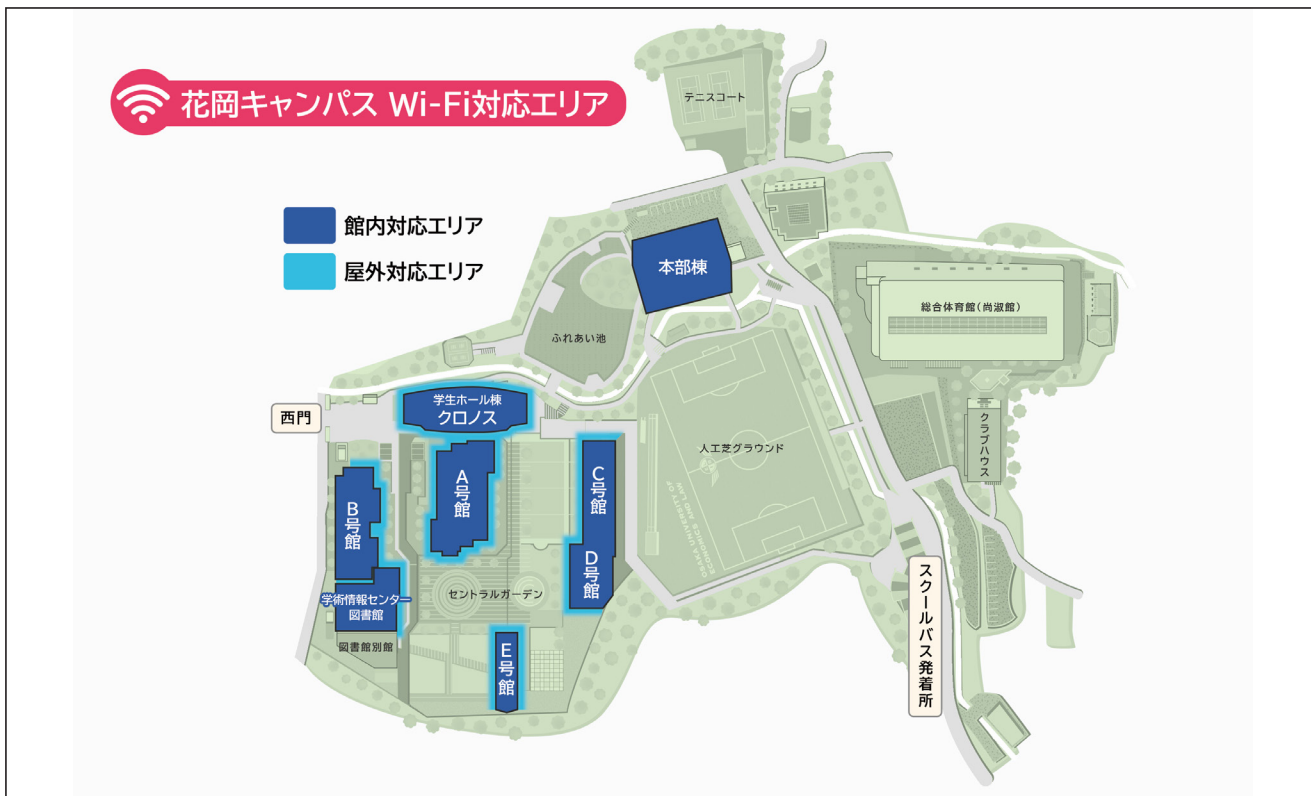 花岡キャンパス Wi-Fi対応エリア
館内対応エリア
屋外対応エリア
テニスコート
本部棟
総合体育館(尚淑館)
ふれあい池
西門
学生ホール棟
クロノス
人工芝グラウンド
クラブハウス
A号館
B号館
C号館
D号館
OSAKA UNIVERSITY OF
ECONOMICS AND LAW
学術情報センター
図書館
セントラルガーデン
図書館別館
E号館
スクールバス発着所